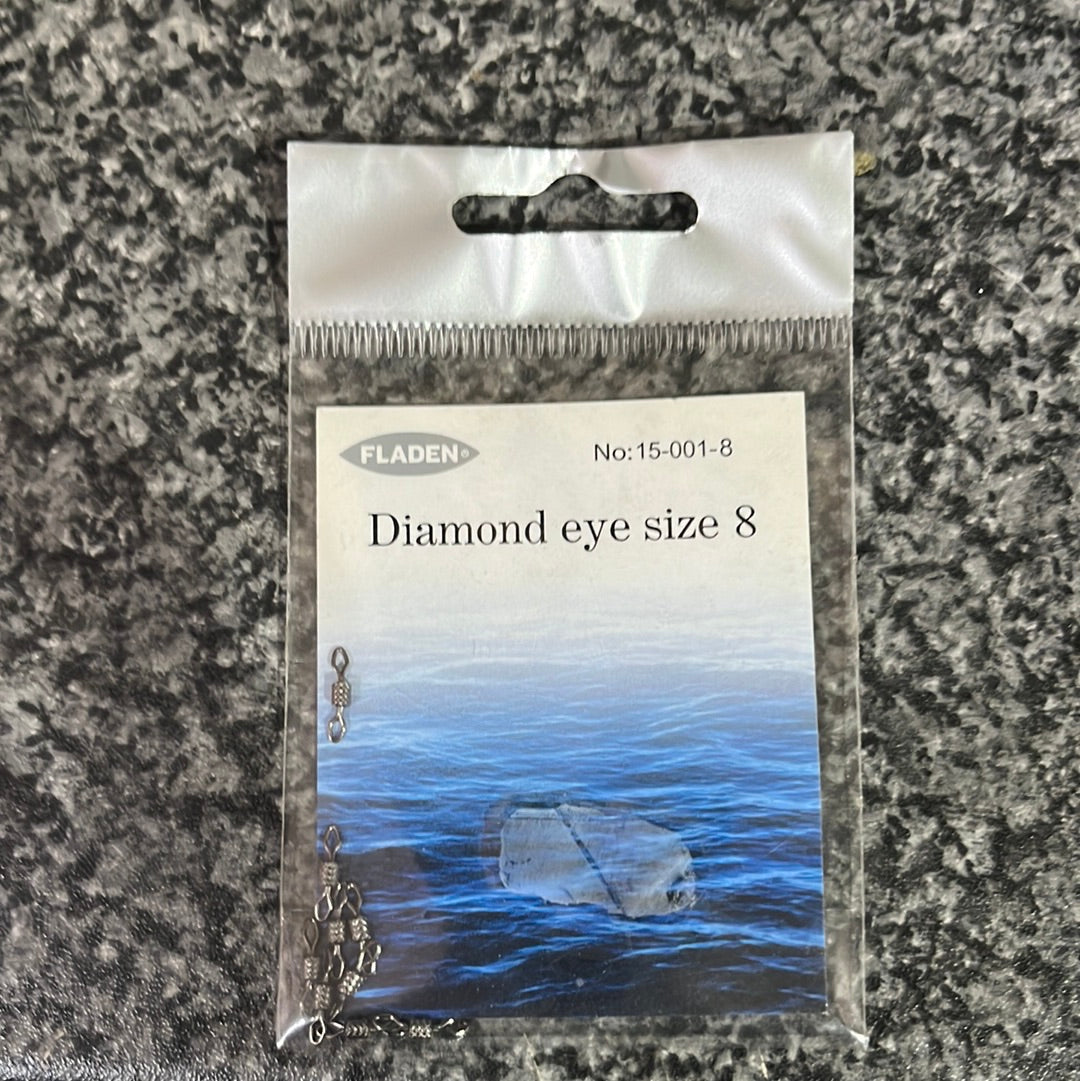 FLADEN®
No:15-001-8
Diamond eye size 8